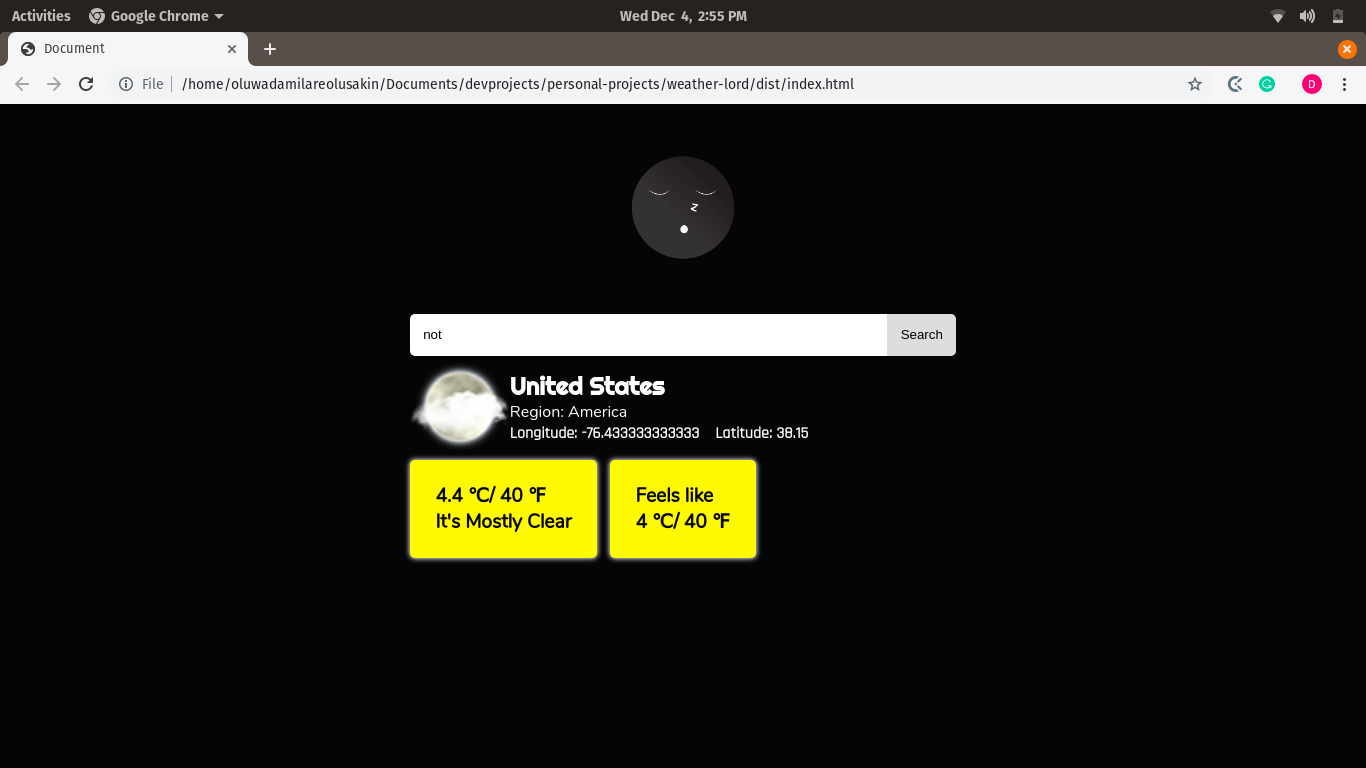 Activities Google Chrome Wed Dec 4, 2:55 PM
Document
File /home/oluwadamilareolusakin/Documents/devprojects/personal-projects/weather-lord/dist/index.html D
z
not Search
United States
Region: America
Longitude: -76.433333333333 Latitude: 38.15
4.4 °C/ 40 °F
It's Mostly Clear
Feels like
4 °C/ 40 °F